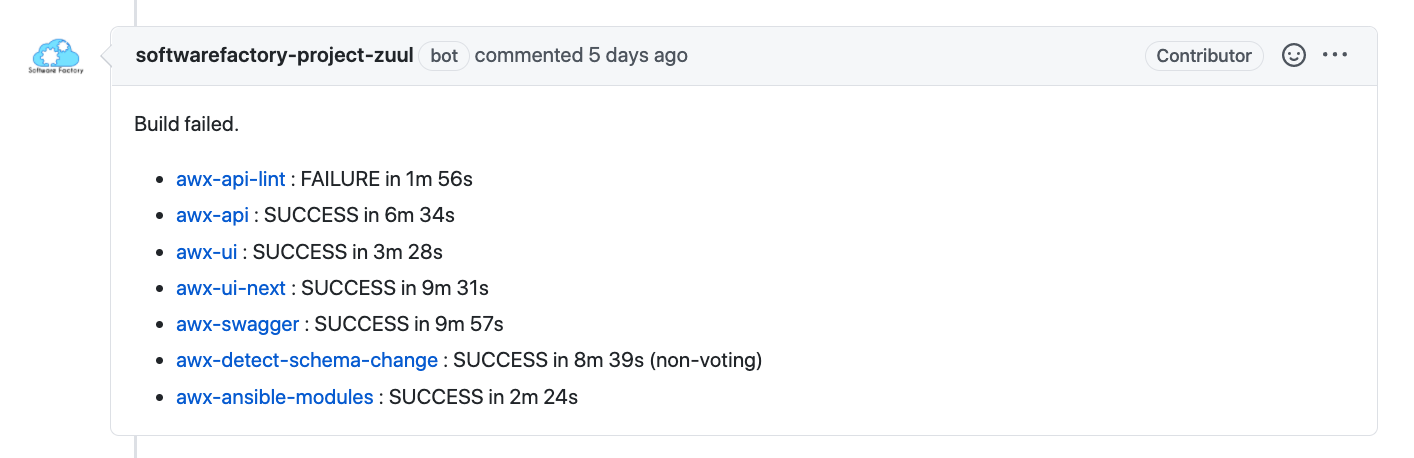 softwarefactory-project-zuul bot commented 5 days ago Contributor
Software Factory
Build failed.
awx-api-lint : FAILURE in 1m 56s
awx-api : SUCCESS in 6m 34s
awx-ui : SUCCESS in 3m 28s
awx-ui-next : SUCCESS in 9m 31s
awx-swagger : SUCCESS in 9m 57s
awx-detect-schema-change : SUCCESS in 8m 39s (non-voting)
awx-ansible-modules : SUCCESS in 2m 24s